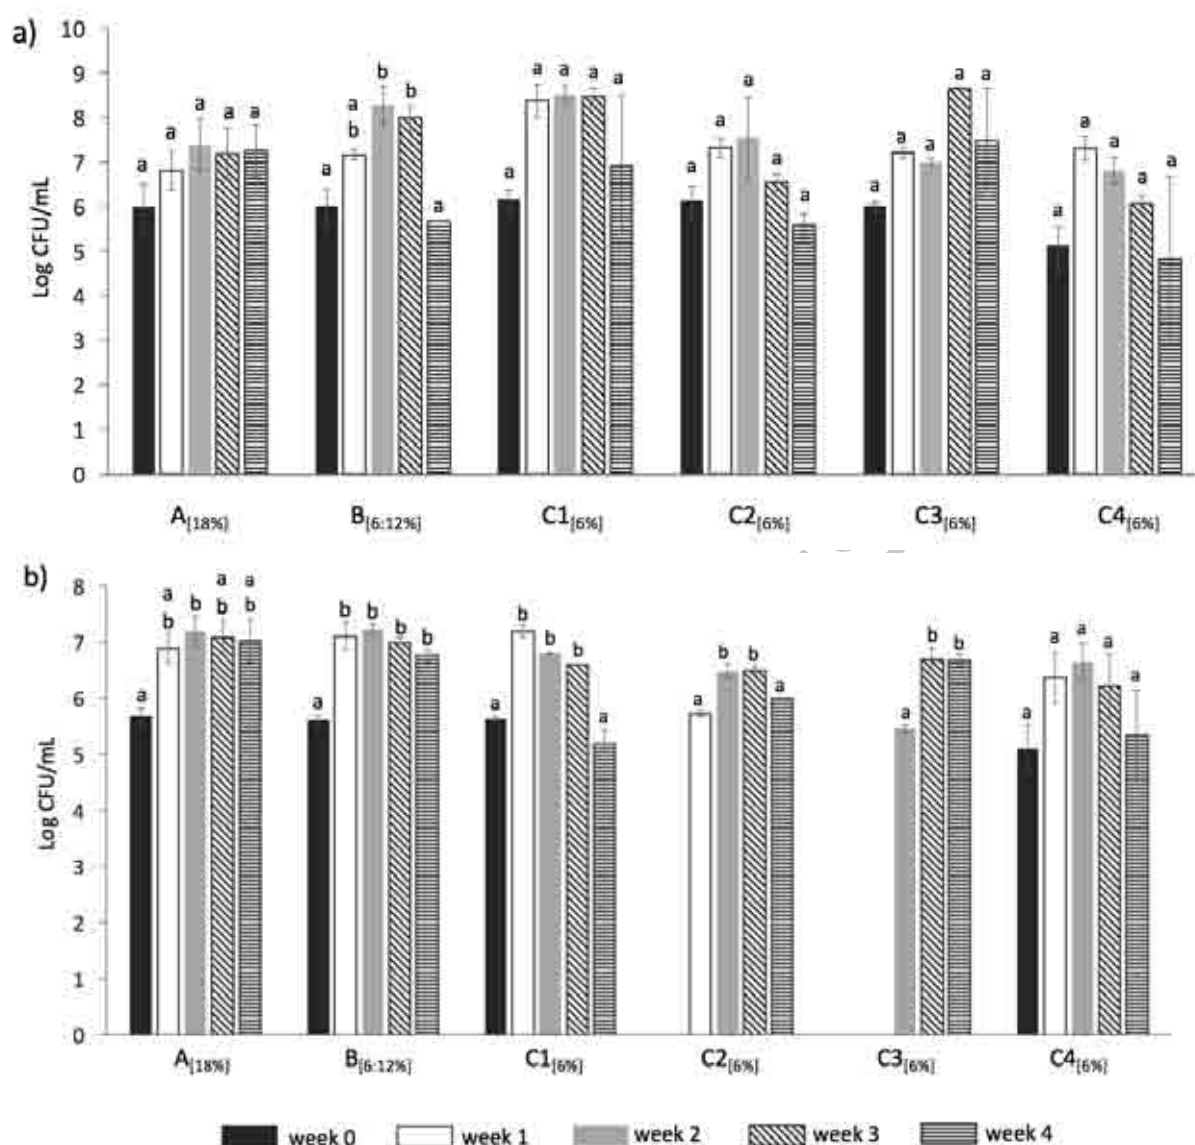 a)
Log CFU/mL
10
9
8
7
6
5
4
3
2
1
0
a a a a a
a a b b b a
a a a a a
a a a a a
a a a a a
a a a a a
A[18%] B[6:12%] C1[6%] C2[6%] C3[6%] C4[6%]
b)
Log CFU/mL
8
7
6
5
4
3
2
1
0
a a b b a b a b
a b b b b
a b b b a
a b b a
a b b
a a a a a
A[18%] B[6:12%] C1[6%] C2[6%] C3[6%] C4[6%]
week 0 week 1 week 2 week 3 week 4